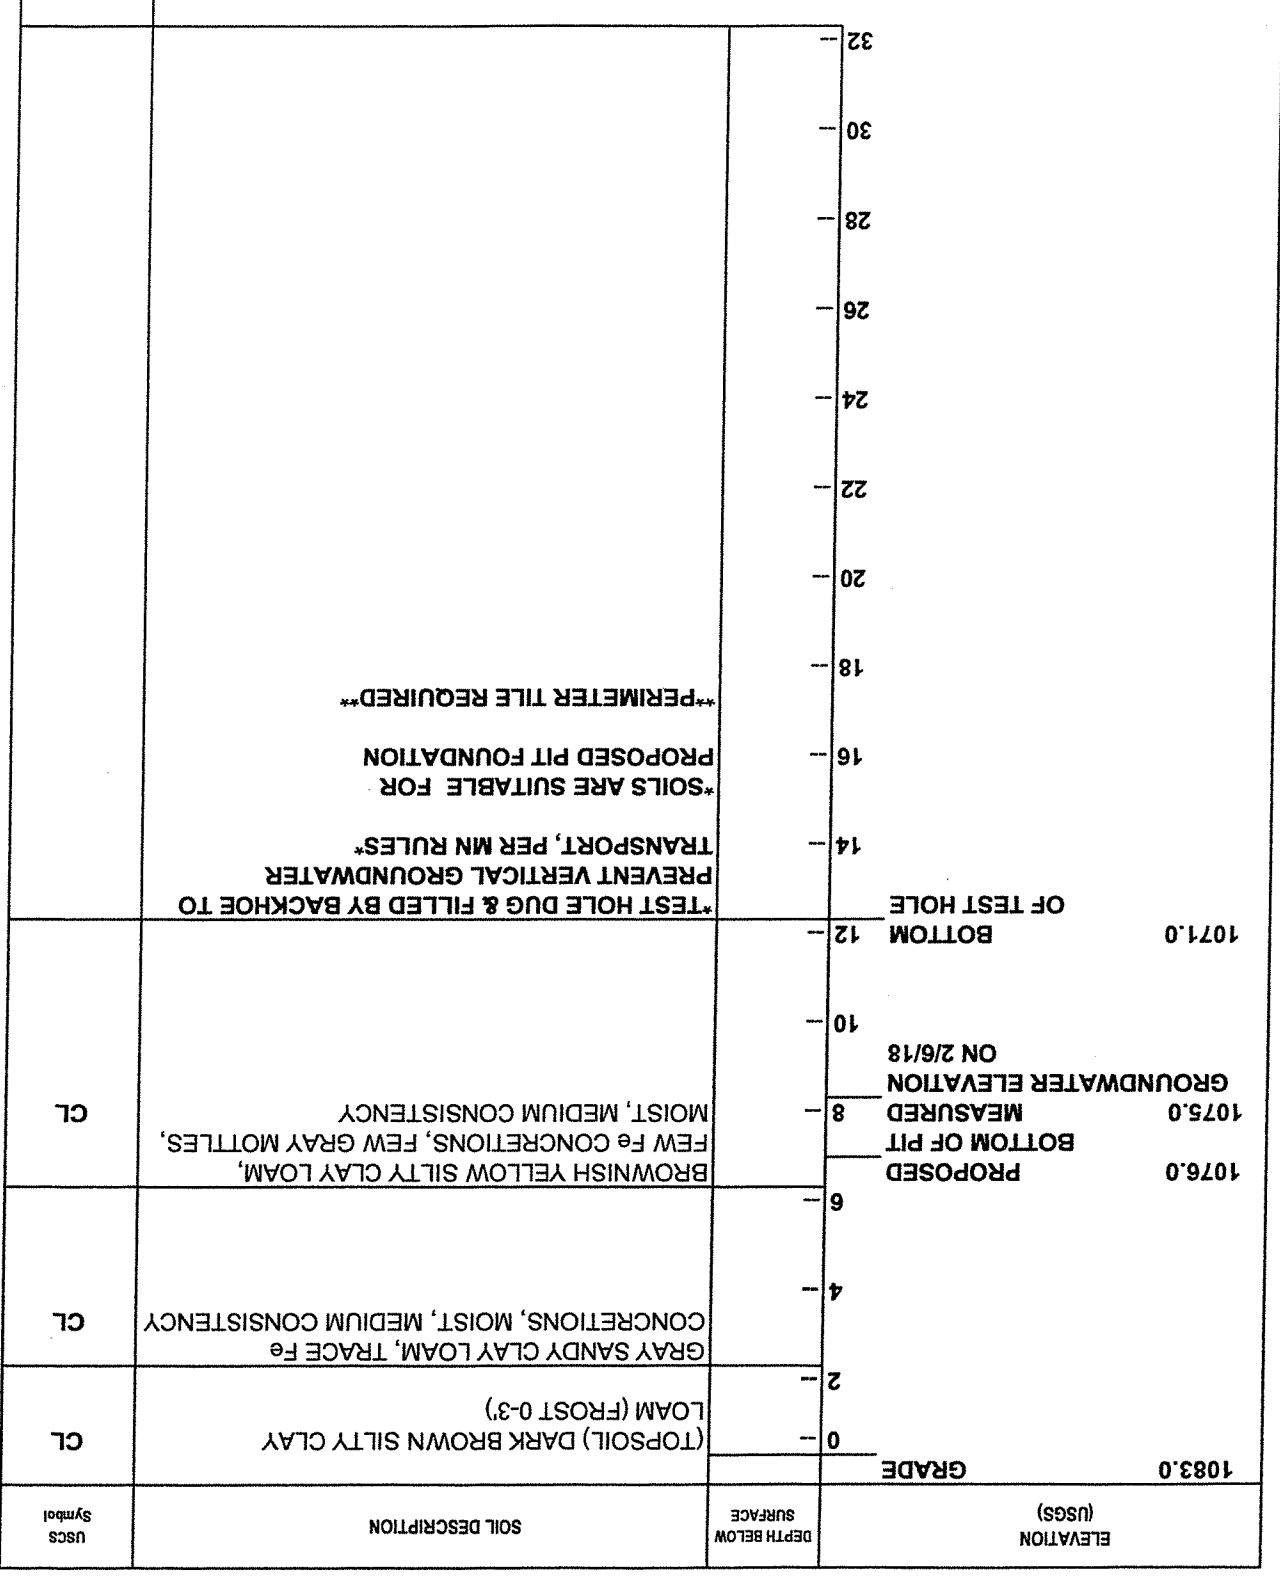 ELEVATION
(USGS)
DEPTH BELOW
SURFACE
SOIL DESCRIPTION
USCS
Symbol
1083.0 GRADE
0 --
(TOPSOIL) DARK BROWN SILTY CLAY
LOAM (FROST 0-3')
CL
2 --
GRAY SANDY CLAY LOAM, TRACE Fe
CONCRETIONS, MOIST, MEDIUM CONSISTENCY
CL
4 --
6 --
1076.0 PROPOSED
BOTTOM OF PIT
BROWNISH YELLOW SILTY CLAY LOAM,
FEW Fe CONCRETIONS, FEW GRAY MOTTLES,
MOIST, MEDIUM CONSISTENCY
CL
1075.0 MEASURED
GROUNDWATER ELEVATION
ON 2/6/18
8 --
10 --
1071.0 BOTTOM
OF TEST HOLE
12 --
*TEST HOLE DUG & FILLED BY BACKHOE TO
PREVENT VERTICAL GROUNDWATER
TRANSPORT, PER MN RULES*
14 --
*SOILS ARE SUITABLE FOR
PROPOSED PIT FOUNDATION
16 --
**PERIMETER TILE REQUIRED**
18 --
20 --
22 --
24 --
26 --
28 --
30 --
32 --